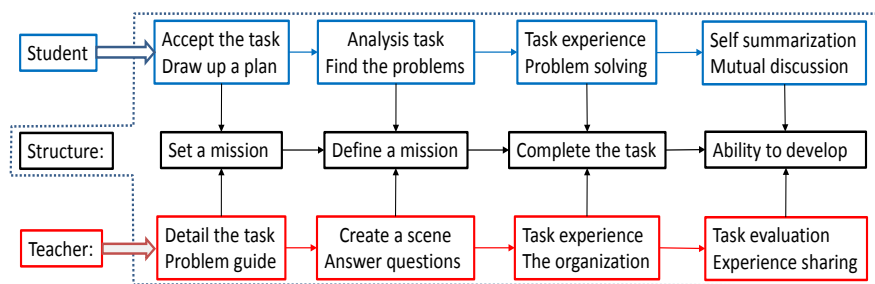 Student
Accept the task
Draw up a plan
Analysis task
Find the problems
Task experience
Problem solving
Self summarization
Mutual discussion
Structure:
Set a mission
Define a mission
Complete the task
Ability to develop
Teacher:
Detail the task
Problem guide
Create a scene
Answer questions
Task experience
The organization
Task evaluation
Experience sharing